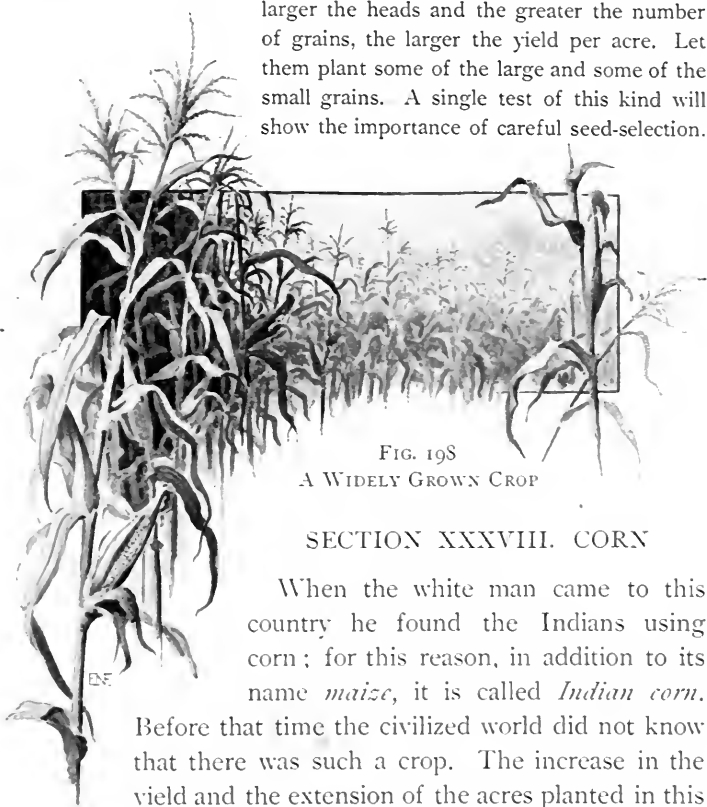 larger the heads and the greater the number
of grains, the larger the yield per acre. Let
them plant some of the large and some of the
small grains. A single test of this kind will
show the importance of careful seed-selection.
FIG. 198
A WIDELY GROWN CROP
SECTION XXXVIII. CORN
When the white man came to this
country he found the Indians using
corn; for this reason, in addition to its
name maize, it is called Indian corn.
Before that time the civilized world did not know
that there was such a crop. The increase in the
yield and the extension of the acres planted in this